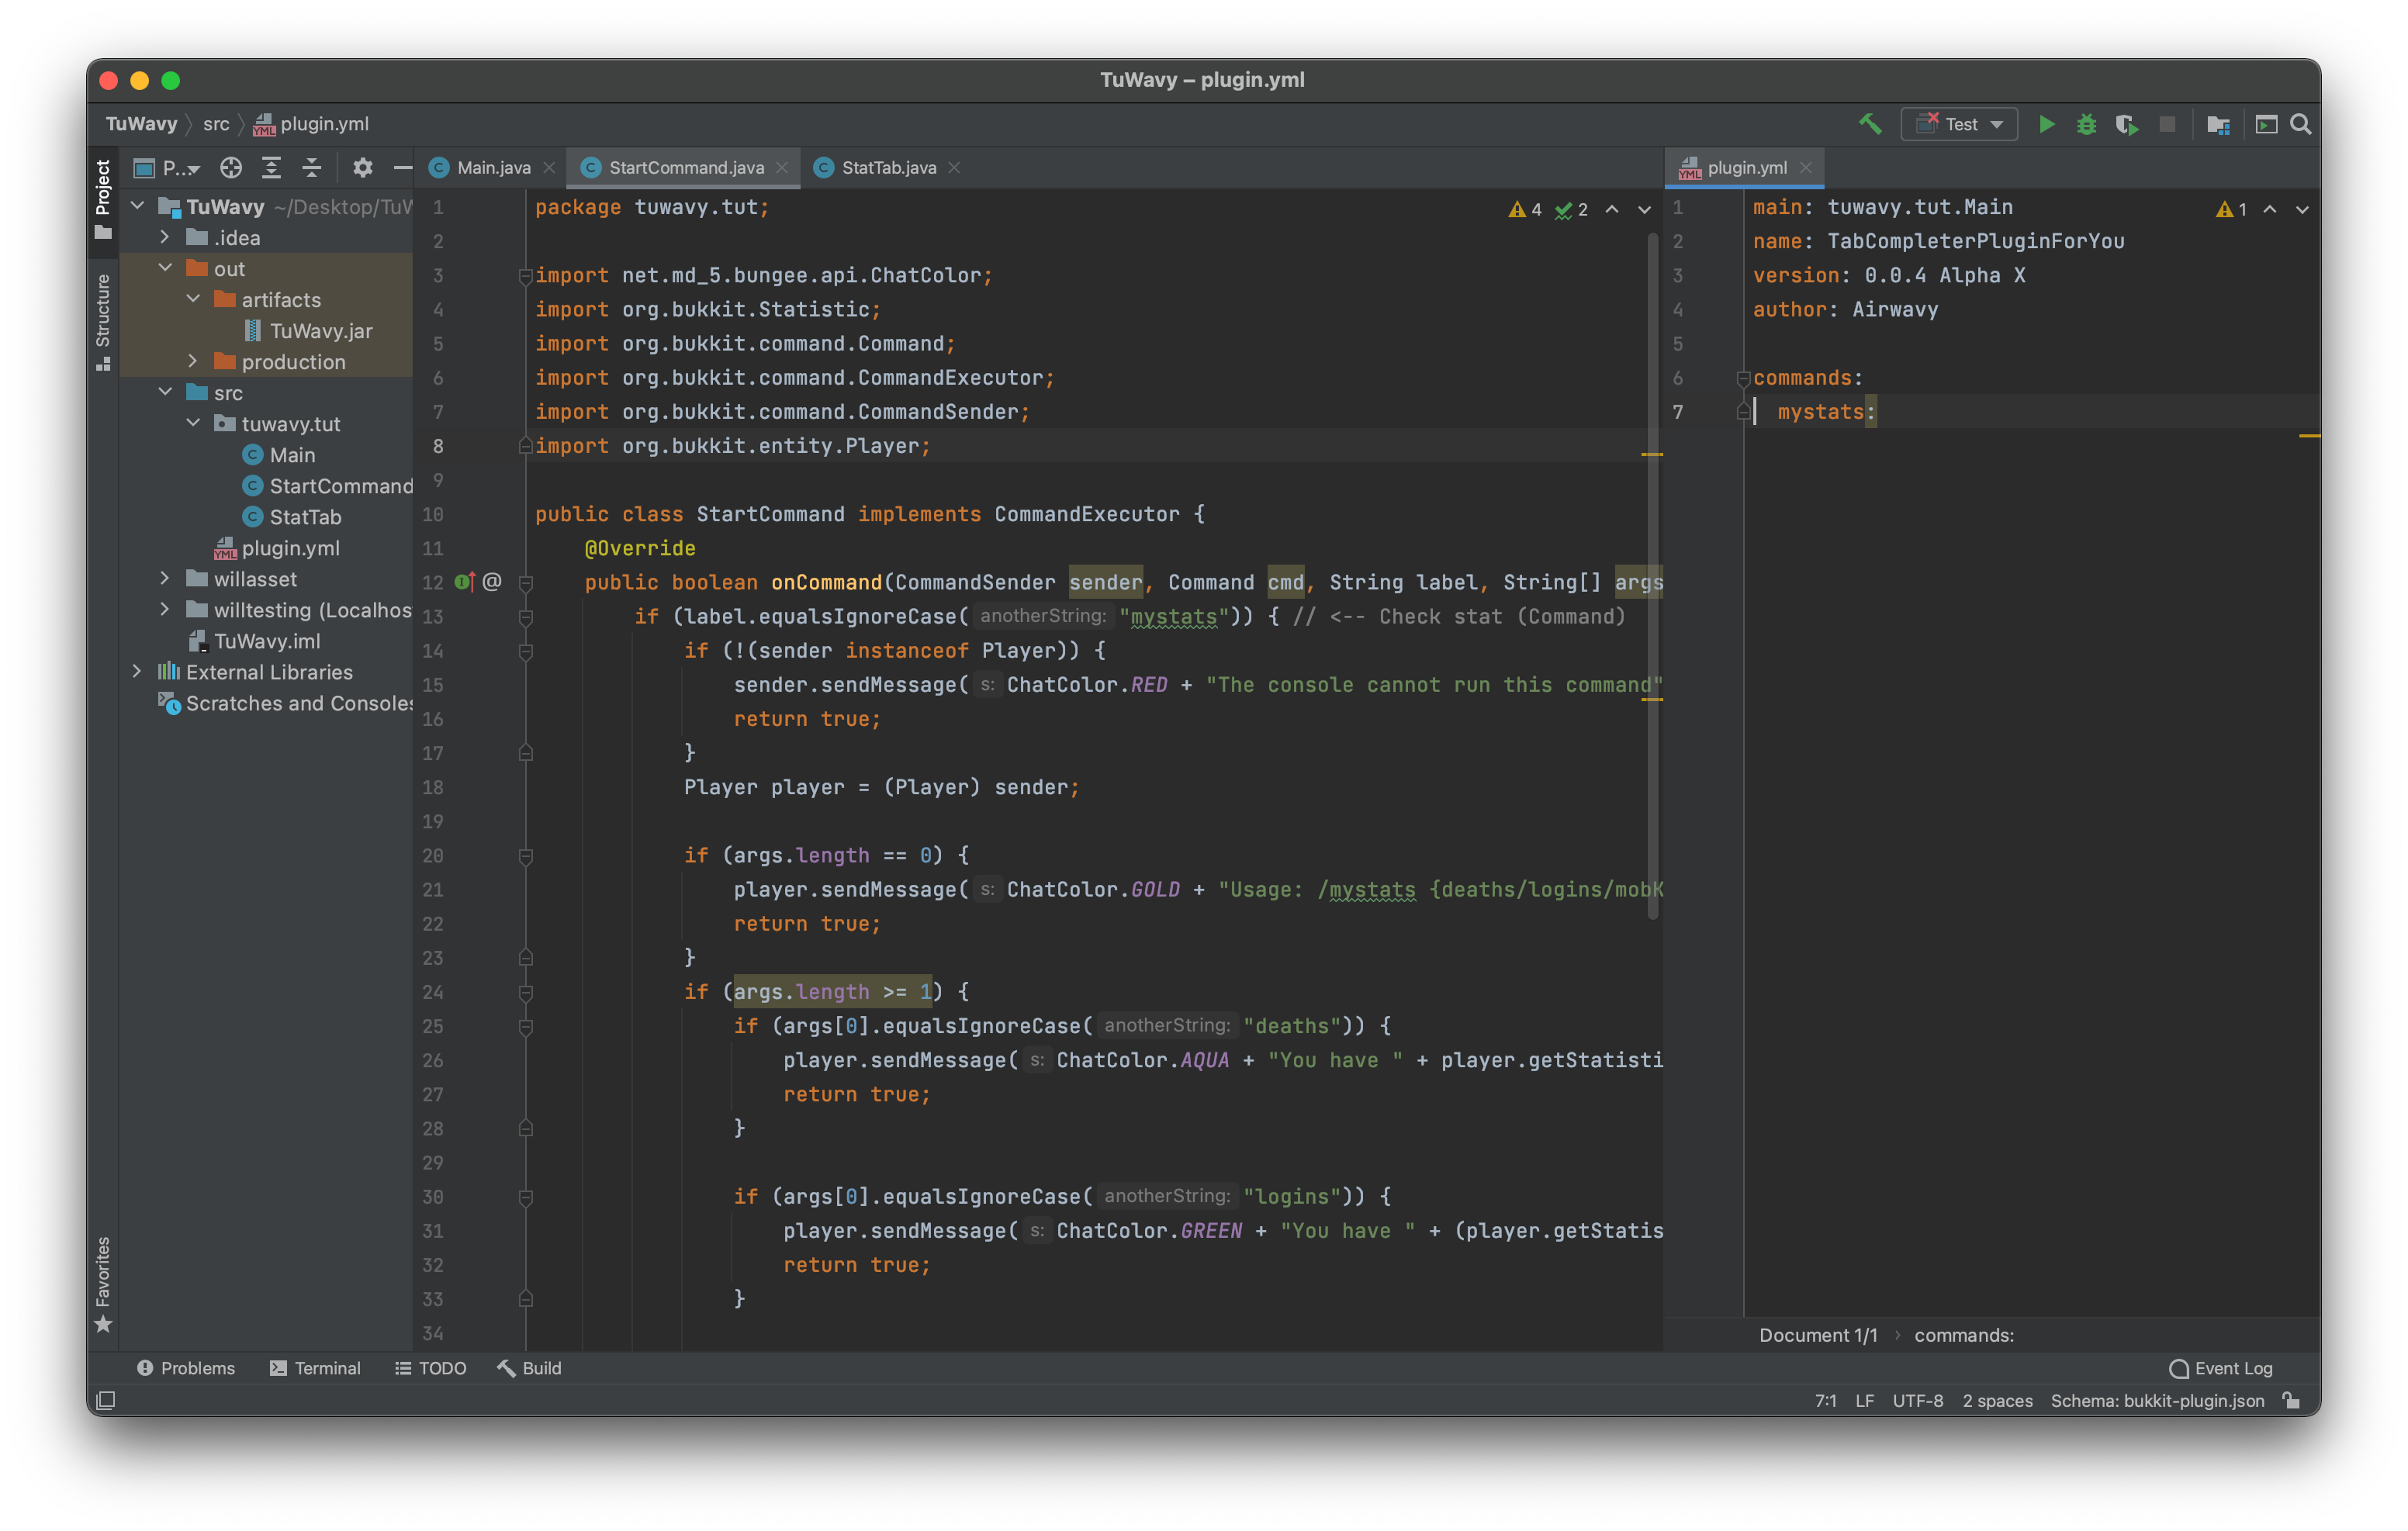 TuWavy – plugin.yml
TuWavy src plugin.yml
Test
Project
Structure
Favorites
P...
TuWavy ~/Desktop/TuW
.idea
out
artifacts
TuWavy.jar
production
src
tuwavy.tut
Main
StartCommand
StatTab
plugin.yml
willasset
willtesting (Localhos
TuWavy.iml
External Libraries
Scratches and Consoles
Main.java StartCommand.java StatTab.java
4 2
1 package tuwavy.tut;
2
3 import net.md_5.bungee.api.ChatColor;
4 import org.bukkit.Statistic;
5 import org.bukkit.command.Command;
6 import org.bukkit.command.CommandExecutor;
7 import org.bukkit.command.CommandSender;
8 import org.bukkit.entity.Player;
9
10 public class StartCommand implements CommandExecutor {
11 @Override
12 public boolean onCommand(CommandSender sender, Command cmd, String label, String[] args
13 if (label.equalsIgnoreCase( anotherString: "mystats")) { // <-- Check stat (Command)
14 if (!(sender instanceof Player)) {
15 sender.sendMessage( s: ChatColor.RED + "The console cannot run this command"
16 return true;
17 }
18 Player player = (Player) sender;
19
20 if (args.length == 0) {
21 player.sendMessage( s: ChatColor.GOLD + "Usage: /mystats {deaths/logins/mobK
22 return true;
23 }
24 if (args.length >= 1) {
25 if (args[0].equalsIgnoreCase( anotherString: "deaths")) {
26 player.sendMessage( s: ChatColor.AQUA + "You have " + player.getStatisti
27 return true;
28 }
29
30 if (args[0].equalsIgnoreCase( anotherString: "logins")) {
31 player.sendMessage( s: ChatColor.GREEN + "You have " + (player.getStatis
32 return true;
33 }
34
plugin.yml
1
1 main: tuwavy.tut.Main
2 name: TabCompleterPluginForYou
3 version: 0.0.4 Alpha X
4 author: Airwavy
5
6 commands:
7 mystats:
Document 1/1 › commands:
Problems Terminal TODO Build Event Log
7:1 LF UTF-8 2 spaces Schema: bukkit-plugin.json